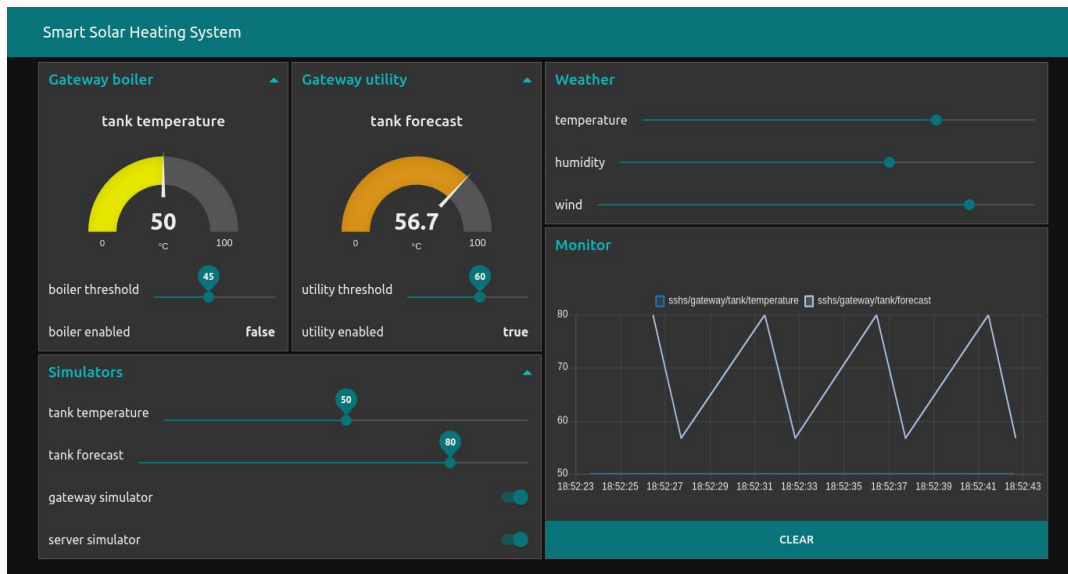 Smart Solar Heating System
Gateway boiler
tank temperature
50
0 °C 100
boiler threshold 45
boiler enabled false
Gateway utility
tank forecast
56.7
0 °C 100
utility threshold 60
utility enabled true
Simulators
tank temperature 50
tank forecast 80
gateway simulator
server simulator
Weather
temperature
humidity
wind
Monitor
sshs/gateway/tank/temperature sshs/gateway/tank/forecast
80
70
60
50
18:52:23 18:52:25 18:52:27 18:52:29 18:52:31 18:52:33 18:52:35 18:52:37 18:52:39 18:52:41 18:52:43
CLEAR